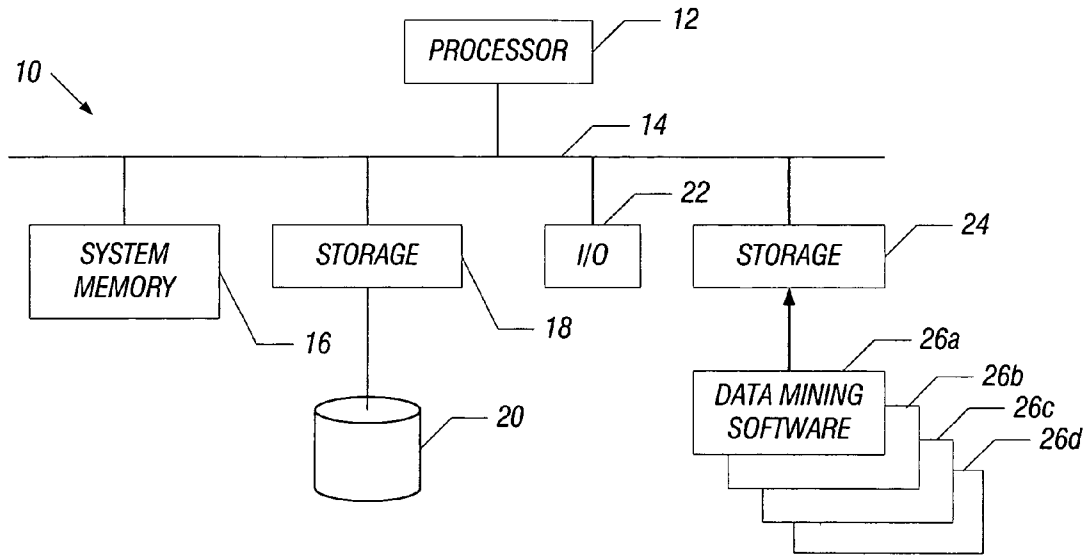 PROCESSOR
12
10
14
22
SYSTEM
MEMORY
STORAGE
I/O
STORAGE
24
16
18
26a
DATA MINING
SOFTWARE
26b
26c
26d
20